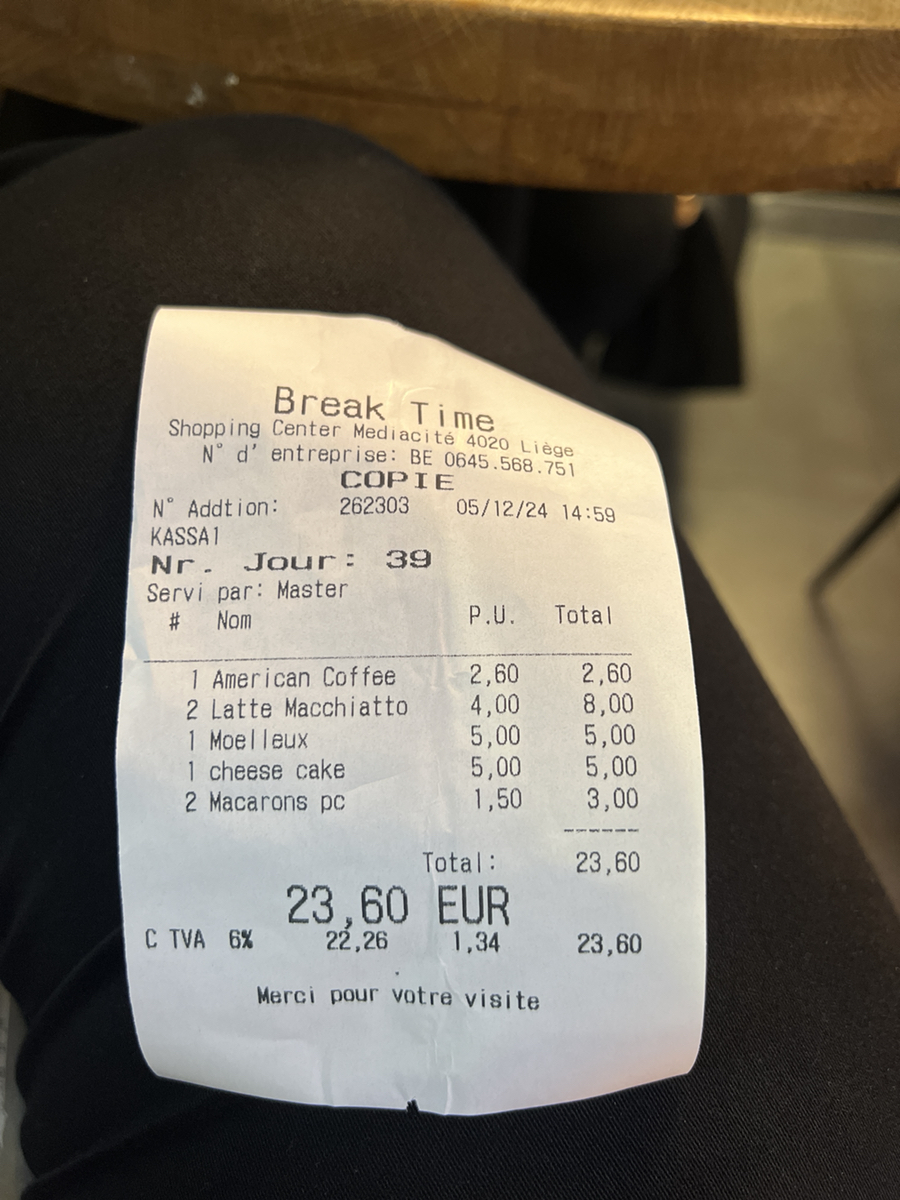 Break Time
Shopping Center Mediacité 4020 Liège
N° d' entreprise: BE 0645.568.751
COPIE
N° Addtion: 262303 05/12/24 14:59
KASSA1
Nr. Jour: 39
Servi par: Master
# Nom P.U. Total
1 American Coffee 2,60 2,60
2 Latte Macchiatto 4,00 8,00
1 Moelleux 5,00 5,00
1 cheese cake 5,00 5,00
2 Macarons pc 1,50 3,00
Total: 23,60
23,60 EUR
C TVA 6% 22,26 1,34 23,60
Merci pour votre visite